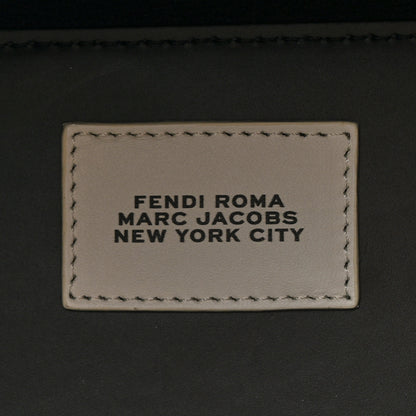 FENDI ROMA
MARC JACOBS
NEW YORK CITY